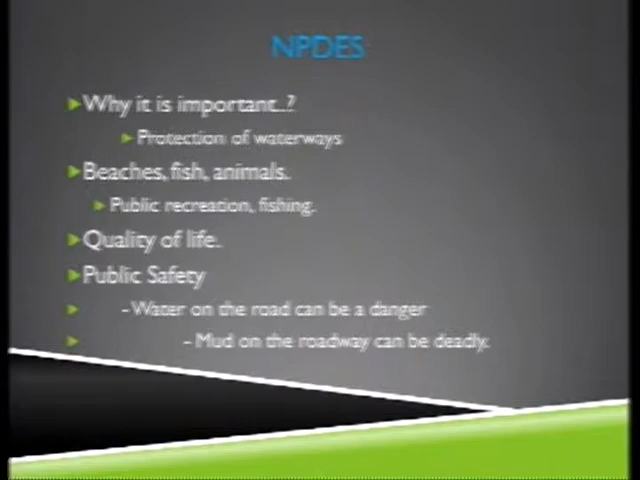 NPDES
Why it is important...?
Protection of waterways
Beaches, fish, animals.
Public recreation, fishing.
Quality of life.
Public Safety
- Water on the road can be a danger
- Mud on the roadway can be deadly.